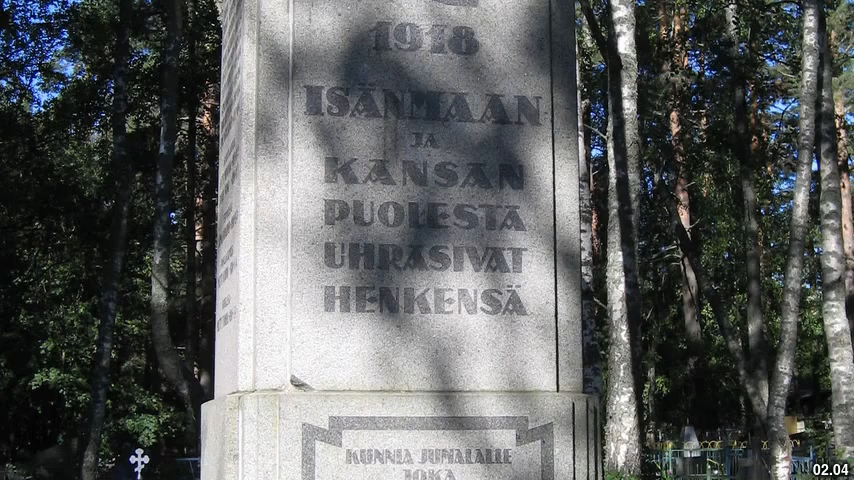 1918
ISÄNMAAN
JA
KANSAN
PUOLESTA
UHRASIVAT
HENKENSÄ
KUNNIA JUMALALLE
JOKA
02.04